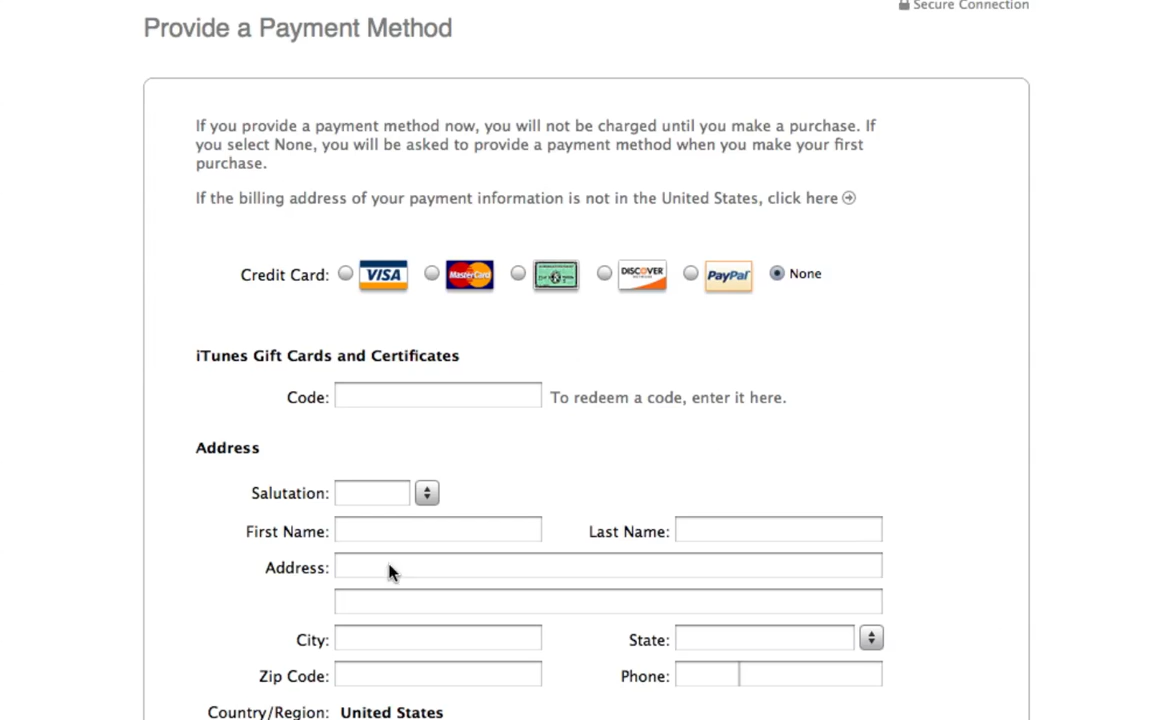 Secure Connection
Provide a Payment Method
If you provide a payment method now, you will not be charged until you make a purchase. If
you select None, you will be asked to provide a payment method when you make your first
purchase.
If the billing address of your payment information is not in the United States, click here
Credit Card: VISA MasterCard DISCOVER PayPal None
iTunes Gift Cards and Certificates
Code: To redeem a code, enter it here.
Address
Salutation:
First Name: Last Name:
Address:
City: State:
Zip Code: Phone:
Country/Region: United States